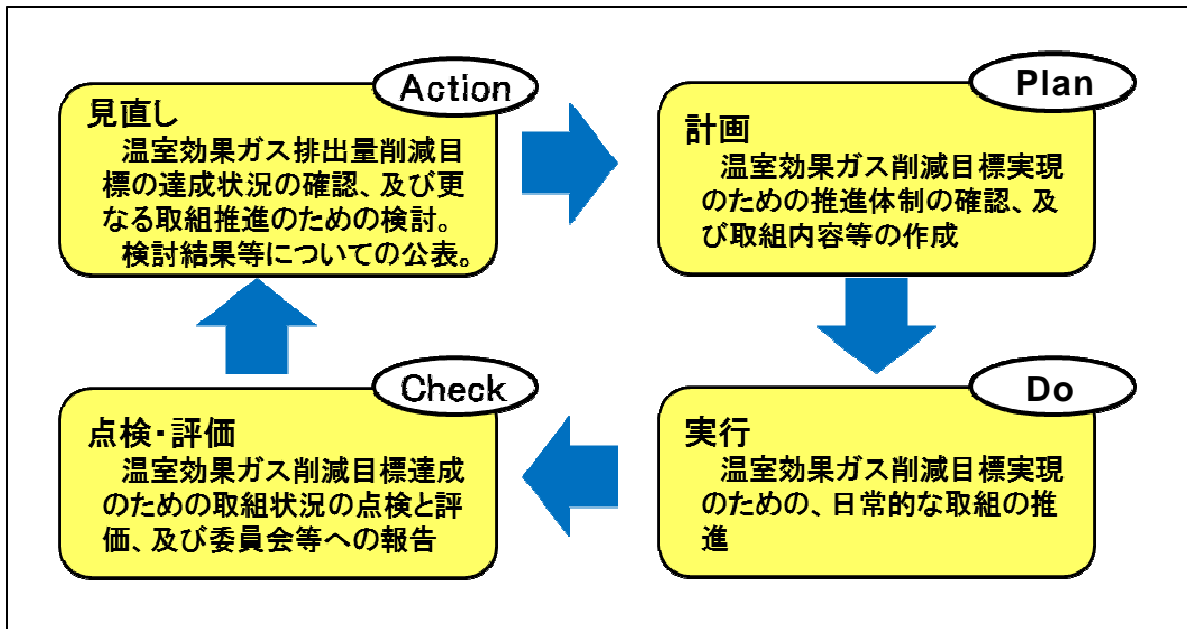 Action
見直し
温室効果ガス排出量削減目
標の達成状況の確認、及び更
なる取組推進のための検討。
検討結果等についての公表。
Plan
計画
温室効果ガス削減目標実現
のための推進体制の確認、及
び取組内容等の作成
Do
実行
温室効果ガス削減目標実現
のための、日常的な取組の推
進
Check
点検・評価
温室効果ガス削減目標達成
のための取組状況の点検と評
価、及び委員会等への報告